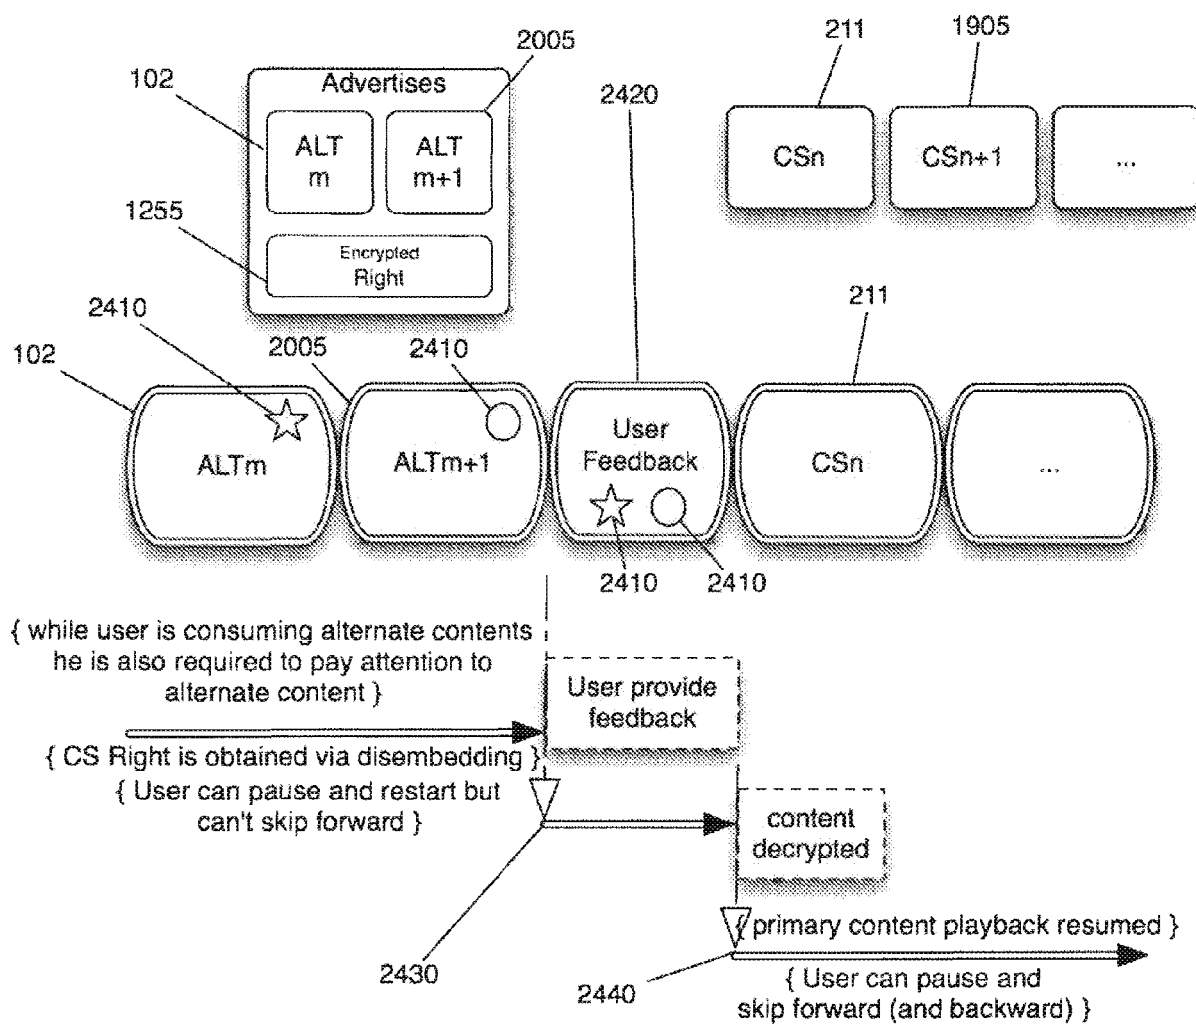 2005
211
1905
102
Advertises
2420
ALT
m
ALT
m+1
CSn
CSn+1
...
1255
Encrypted
Right
2410
211
102
2005
2410
ALTm
ALTm+1
User
Feedback
CSn
...
2410
2410
{ while user is consuming alternate contents
he is also required to pay attention to
alternate content }
User provide
feedback
{ CS Right is obtained via disembedding }
{ User can pause and restart but
can't skip forward }
content
decrypted
{ primary content playback resumed }
2430
2440
{ User can pause and
skip forward (and backward) }